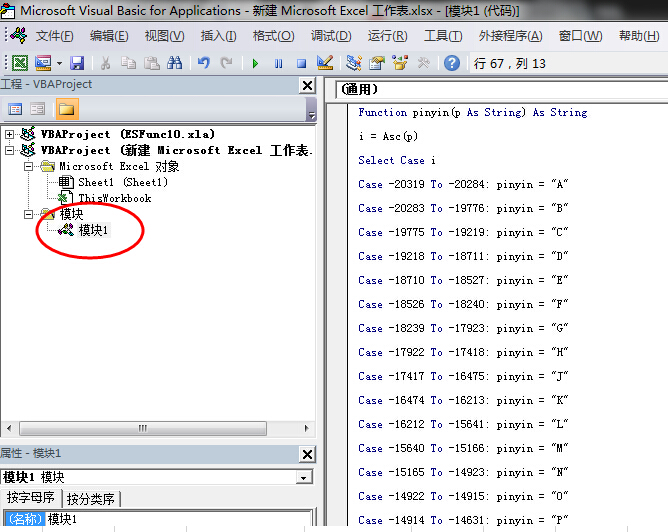 Microsoft Visual Basic for Applications - 新建 Microsoft Excel 工作表.xlsx - [模块1 (代码)]
文件(F) 编辑(E) 视图(V) 插入(I) 格式(O) 调试(D) 运行(R) 工具(T) 外接程序(A) 窗口(W) 帮助(H)
行 67 , 列 13
工程 - VBAProject
VBAProject (ESFunc10.xla)
VBAProject (新建 Microsoft Excel 工作表.
Microsoft Excel 对象
Sheet1 (Sheet1)
ThisWorkbook
模块
模块1
属性 - 模块1
模块1 模块
按字母序 按分类序
(名称) 模块1
(通用)
Function pinyin(p As String) As String
i = Asc(p)
Select Case i
Case -20319 To -20284: pinyin = "A"
Case -20283 To -19776: pinyin = "B"
Case -19775 To -19219: pinyin = "C"
Case -19218 To -18711: pinyin = "D"
Case -18710 To -18527: pinyin = "E"
Case -18526 To -18240: pinyin = "F"
Case -18239 To -17923: pinyin = "G"
Case -17922 To -17418: pinyin = "H"
Case -17417 To -16475: pinyin = "J"
Case -16474 To -16213: pinyin = "K"
Case -16212 To -15641: pinyin = "L"
Case -15640 To -15166: pinyin = "M"
Case -15165 To -14923: pinyin = "N"
Case -14922 To -14915: pinyin = "O"
Case -14914 To -14631: pinyin = "P"